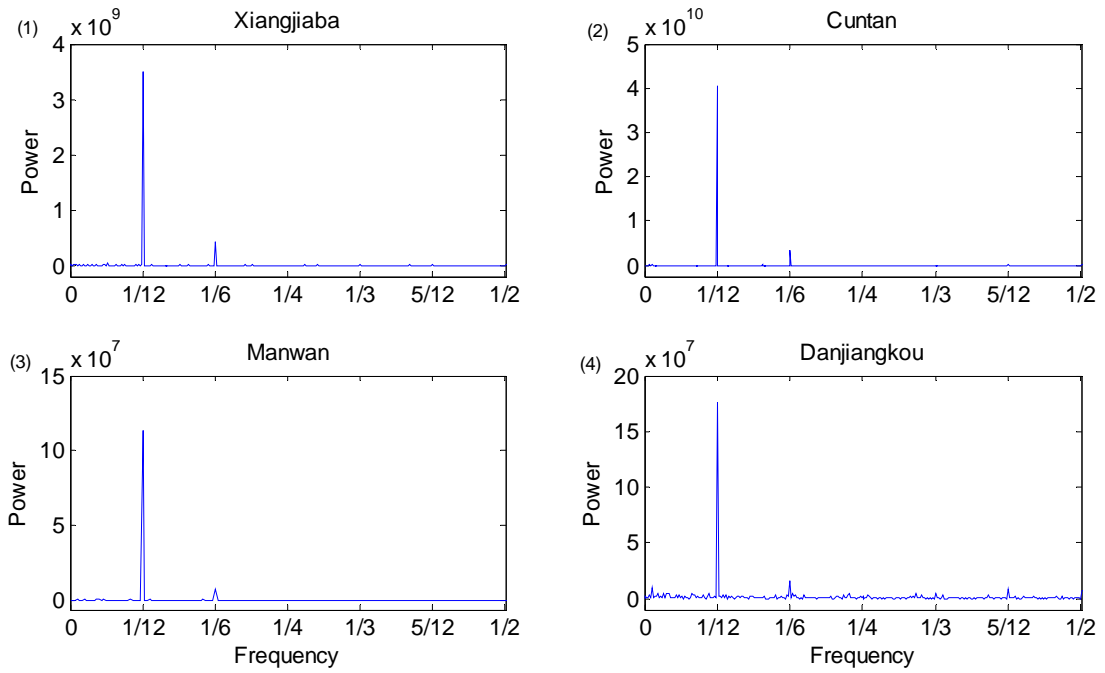 (1)
Xiangjiaba
x 10^9
4
3
2
1
0
Power
0 1/12 1/6 1/4 1/3 5/12 1/2
(2)
Cuntan
x 10^10
5
4
3
2
1
0
Power
0 1/12 1/6 1/4 1/3 5/12 1/2
(3)
Manwan
x 10^7
15
10
5
0
Power
0 1/12 1/6 1/4 1/3 5/12 1/2
Frequency
(4)
Danjiangkou
x 10^7
20
15
10
5
0
Power
0 1/12 1/6 1/4 1/3 5/12 1/2
Frequency